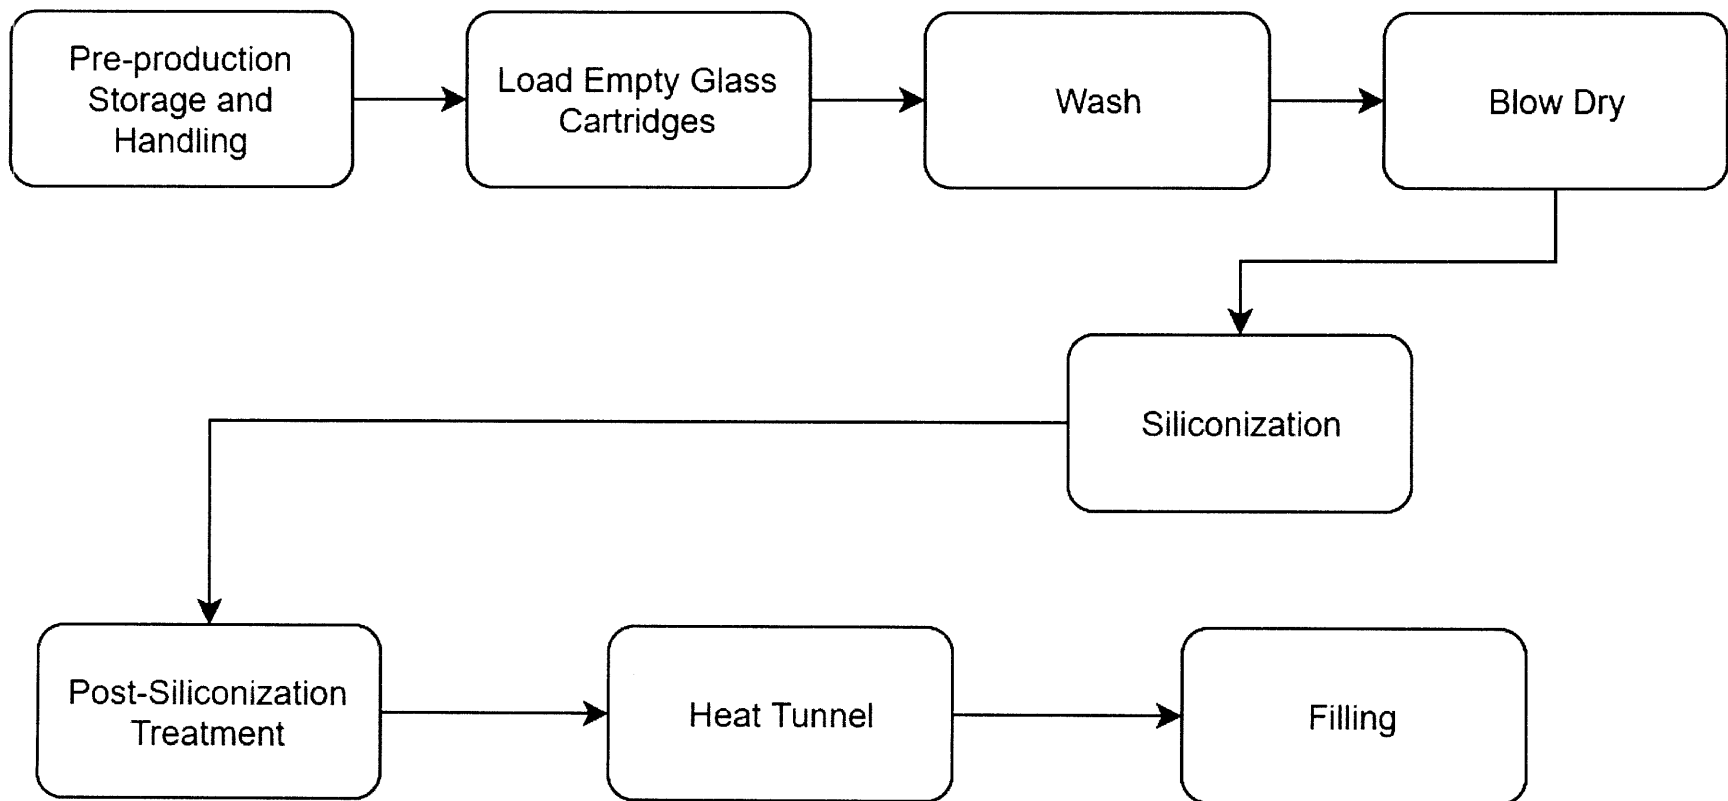 Pre-production
Storage and
Handling
Load Empty Glass
Cartridges
Wash
Blow Dry
Siliconization
Post-Siliconization
Treatment
Heat Tunnel
Filling